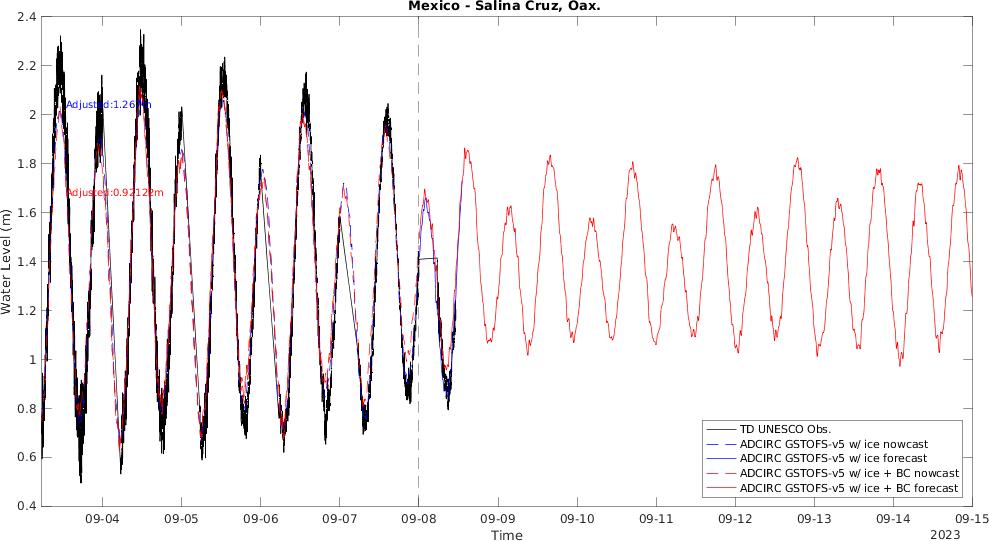 Mexico - Salina Cruz, Oax.
2.4
2.2
2
1.8
1.6
1.4
1.2
1
0.8
0.6
0.4
Water Level (m)
Adjusted:0.92122m
TD UNESCO Obs.
ADCIRC GSTOFS-v5 w/ ice nowcast
ADCIRC GSTOFS-v5 w/ ice forecast
ADCIRC GSTOFS-v5 w/ ice + BC nowcast
ADCIRC GSTOFS-v5 w/ ice + BC forecast
09-04 09-05 09-06 09-07 09-08 09-09 09-10 09-11 09-12 09-13 09-14 09-15
Time
2023